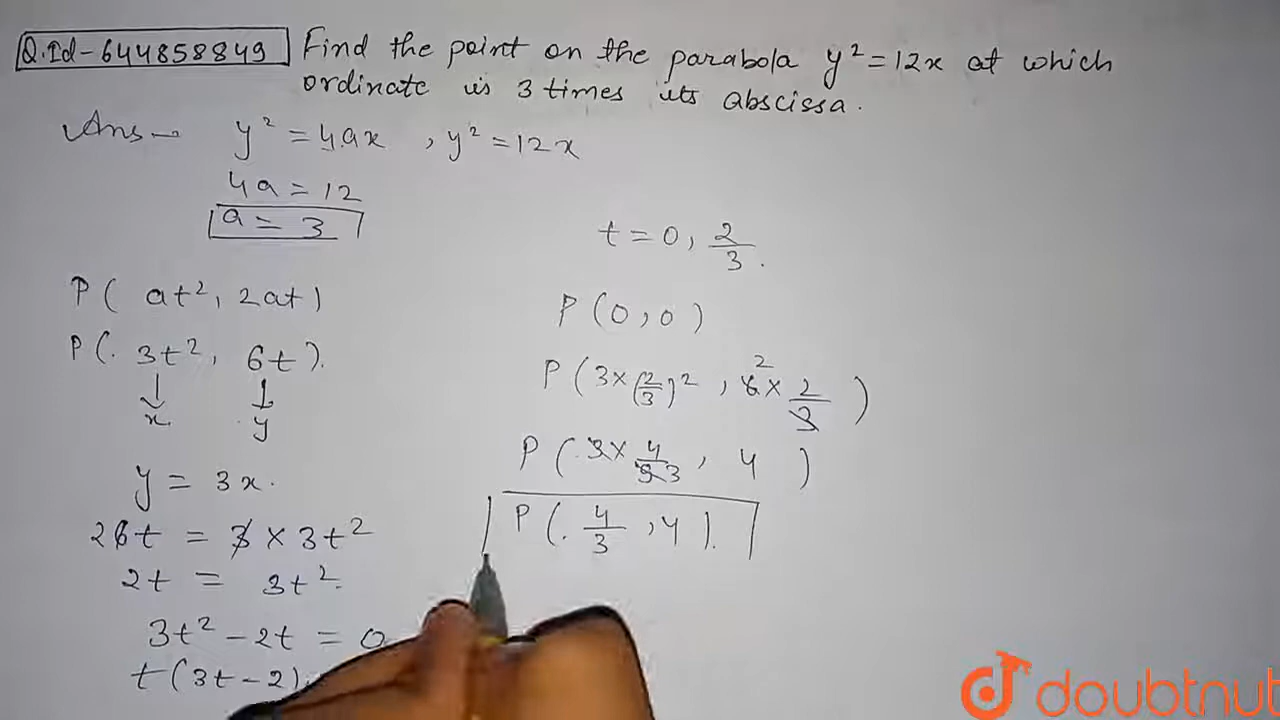 Q.Id-644858849 Find the point on the parabola y² = 12x at which
ordinate is 3 times its abscissa.
Ans → y² = 4ax , y² = 12x
4a = 12
a = 3
P( at², 2at)
P(. 3t², 6t).
↓ ↓
x. y
y = 3x.
2 6t = 3 × 3t²
2t = 3t².
3t² - 2t = 0
t(3t-2)
t = 0, 2/3.
P(0,0)
P(3×(2/3)², 6 2 × 2/3)
P(. 3× 4/9 3, 4)
P(. 4/3, 4).
doubtnut